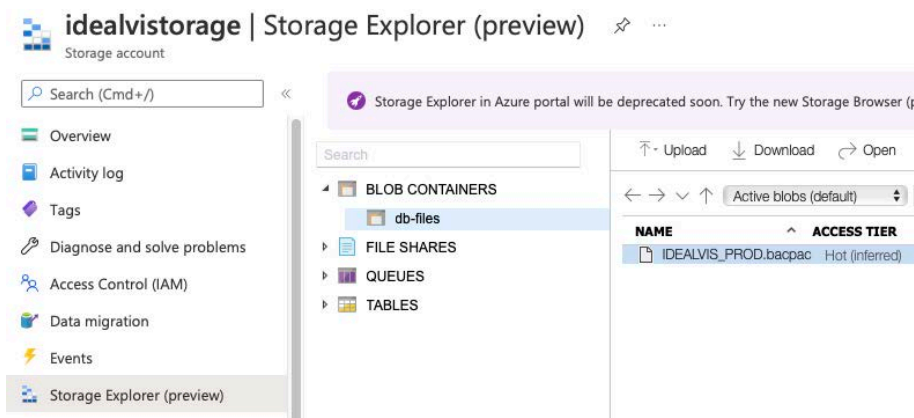 idealvistorage | Storage Explorer (preview)
Storage account
Search (Cmd+/)
Overview
Activity log
Tags
Diagnose and solve problems
Access Control (IAM)
Data migration
Events
Storage Explorer (preview)
Storage Explorer in Azure portal will be deprecated soon. Try the new Storage Browser (
Search
BLOB CONTAINERS
db-files
FILE SHARES
QUEUES
TABLES
Upload Download Open
Active blobs (default)
NAME ACCESS TIER
IDEALVIS_PROD.bacpac Hot (inferred)